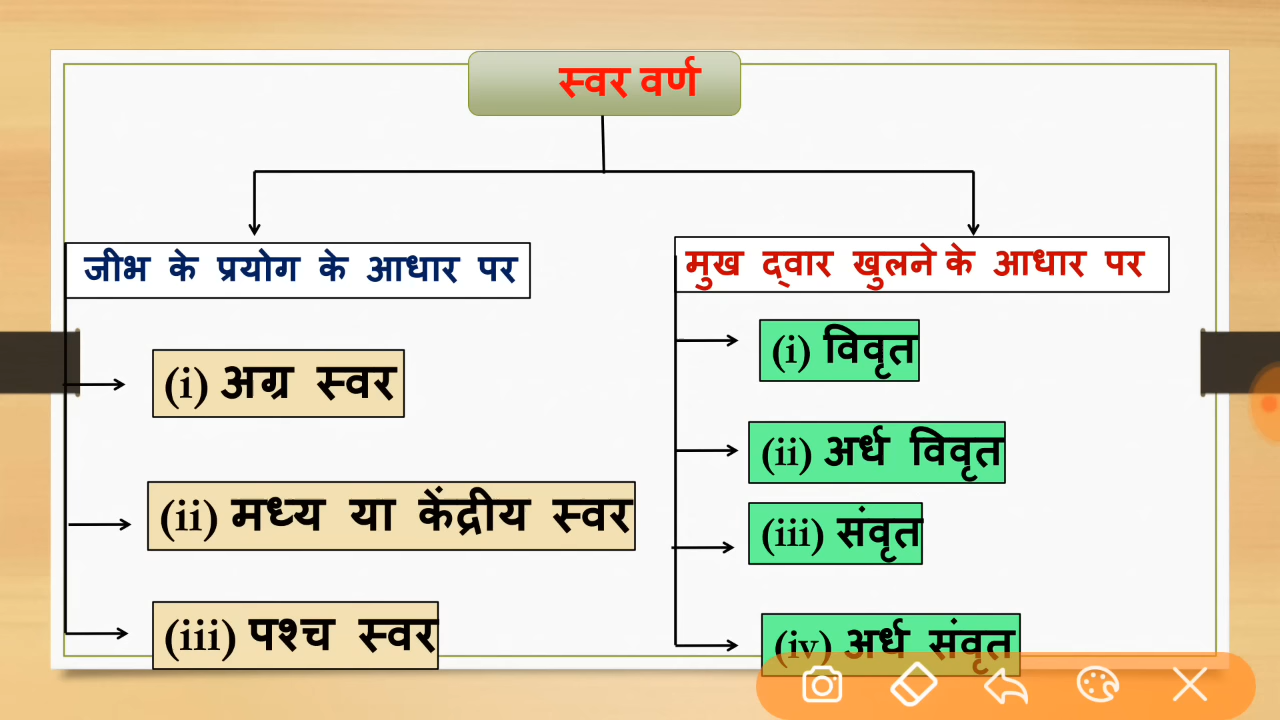 स्वर वर्ण
जीभ के प्रयोग के आधार पर
(i) अग्र स्वर
(ii) मध्य या केंद्रीय स्वर
(iii) पश्च स्वर
मुख द्वार खुलने के आधार पर
(i) विवृत
(ii) अर्ध विवृत
(iii) संवृत
(iv) अर्ध संवृत